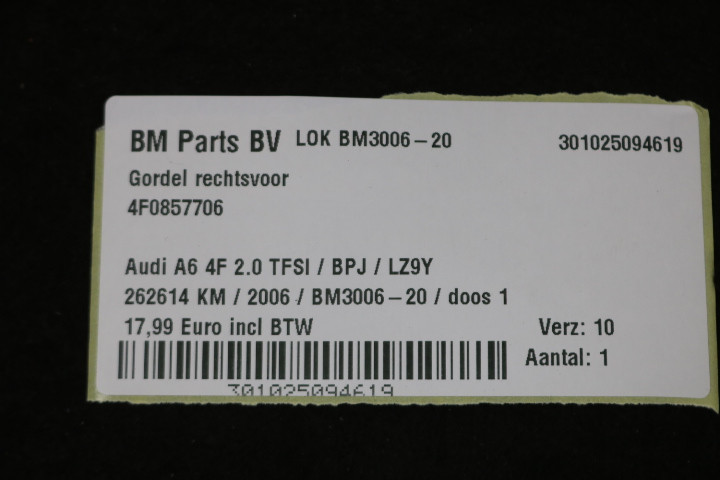 BM Parts BV LOK BM3006-20 301025094619
Gordel rechtsvoor
4F0857706
Audi A6 4F 2.0 TFSI / BPJ / LZ9Y
262614 KM / 2006 / BM3006-20 / doos 1
17,99 Euro incl BTW Verz: 10
Aantal: 1
301025094619